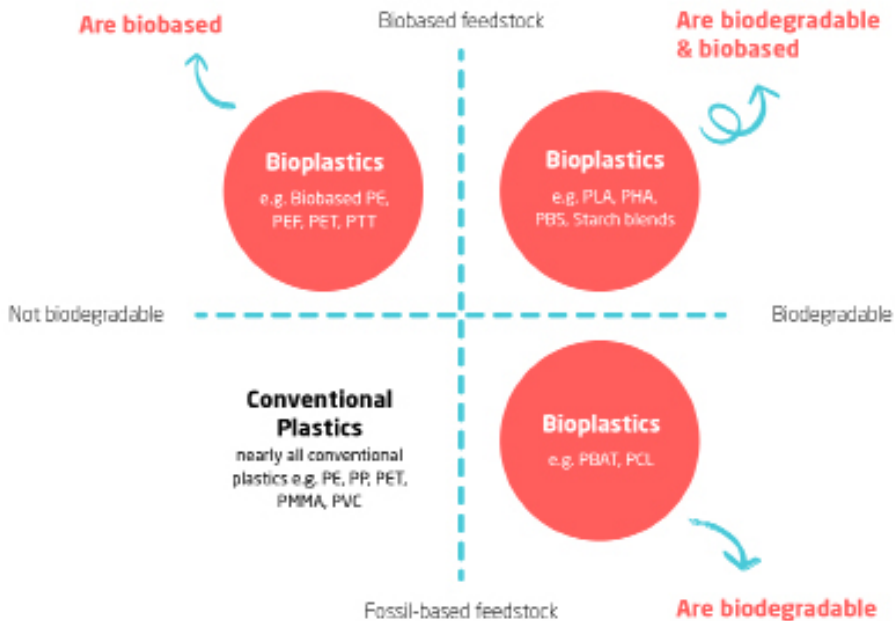 Are biobased
Biobased feedstock
Are biodegradable
& biobased
Bioplastics
e.g. Biobased PE,
PEF, PET, PTT
Bioplastics
e.g. PLA, PHA,
PBS, Starch blends
Not biodegradable
Biodegradable
Conventional
Plastics
nearly all conventional
plastics e.g. PE, PP, PET,
PMMA, PVC
Bioplastics
e.g. PBAT, PCL
Fossil-based feedstock
Are biodegradable